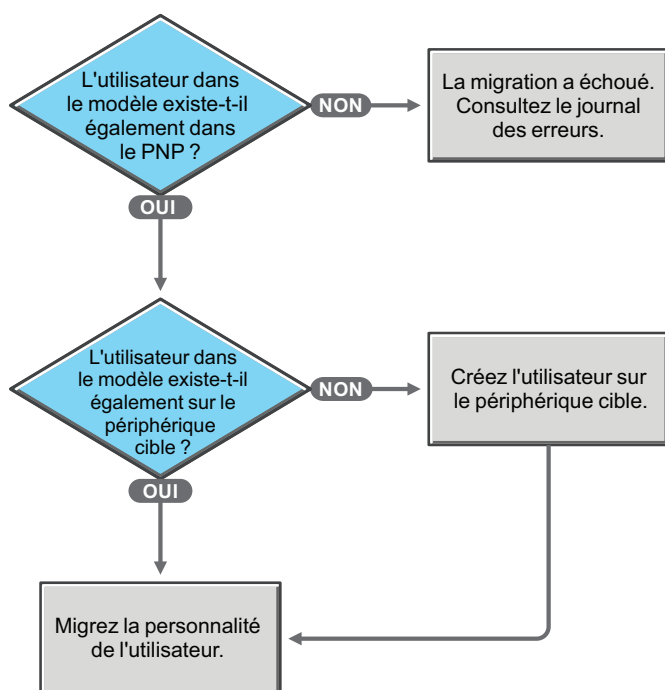 L'utilisateur dans
le modèle existe-t-il
également dans
le PNP ?
NON
La migration a échoué.
Consultez le journal
des erreurs.
OUI
L'utilisateur dans
le modèle existe-t-il
également sur le
périphérique
cible ?
NON
Créez l'utilisateur sur
le périphérique cible.
OUI
Migrez la personnalité
de l'utilisateur.